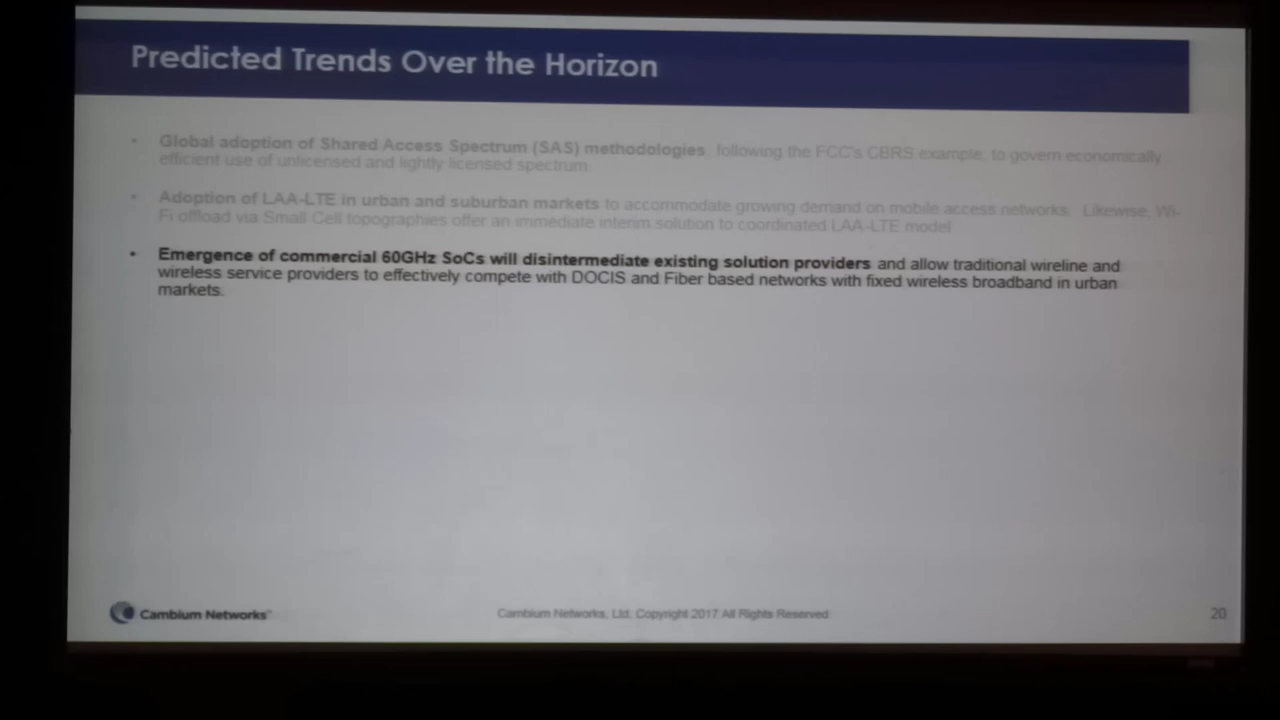 Predicted Trends Over the Horizon
• Global adoption of Shared Access Spectrum (SAS) methodologies, following the FCC's CBRS example, to govern economically
efficient use of unlicensed and lightly licensed spectrum.
• Adoption of LAA-LTE in urban and suburban markets to accommodate growing demand on mobile access networks. Likewise, Wi-
Fi offload via Small Cell topographies offer an immediate interim solution to coordinated LAA-LTE model
• Emergence of commercial 60GHz SoCs will disintermediate existing solution providers and allow traditional wireline and
wireless service providers to effectively compete with DOCIS and Fiber based networks with fixed wireless broadband in urban
markets.
Cambium Networks™
Cambium Networks, Ltd. Copyright 2017 All Rights Reserved
20